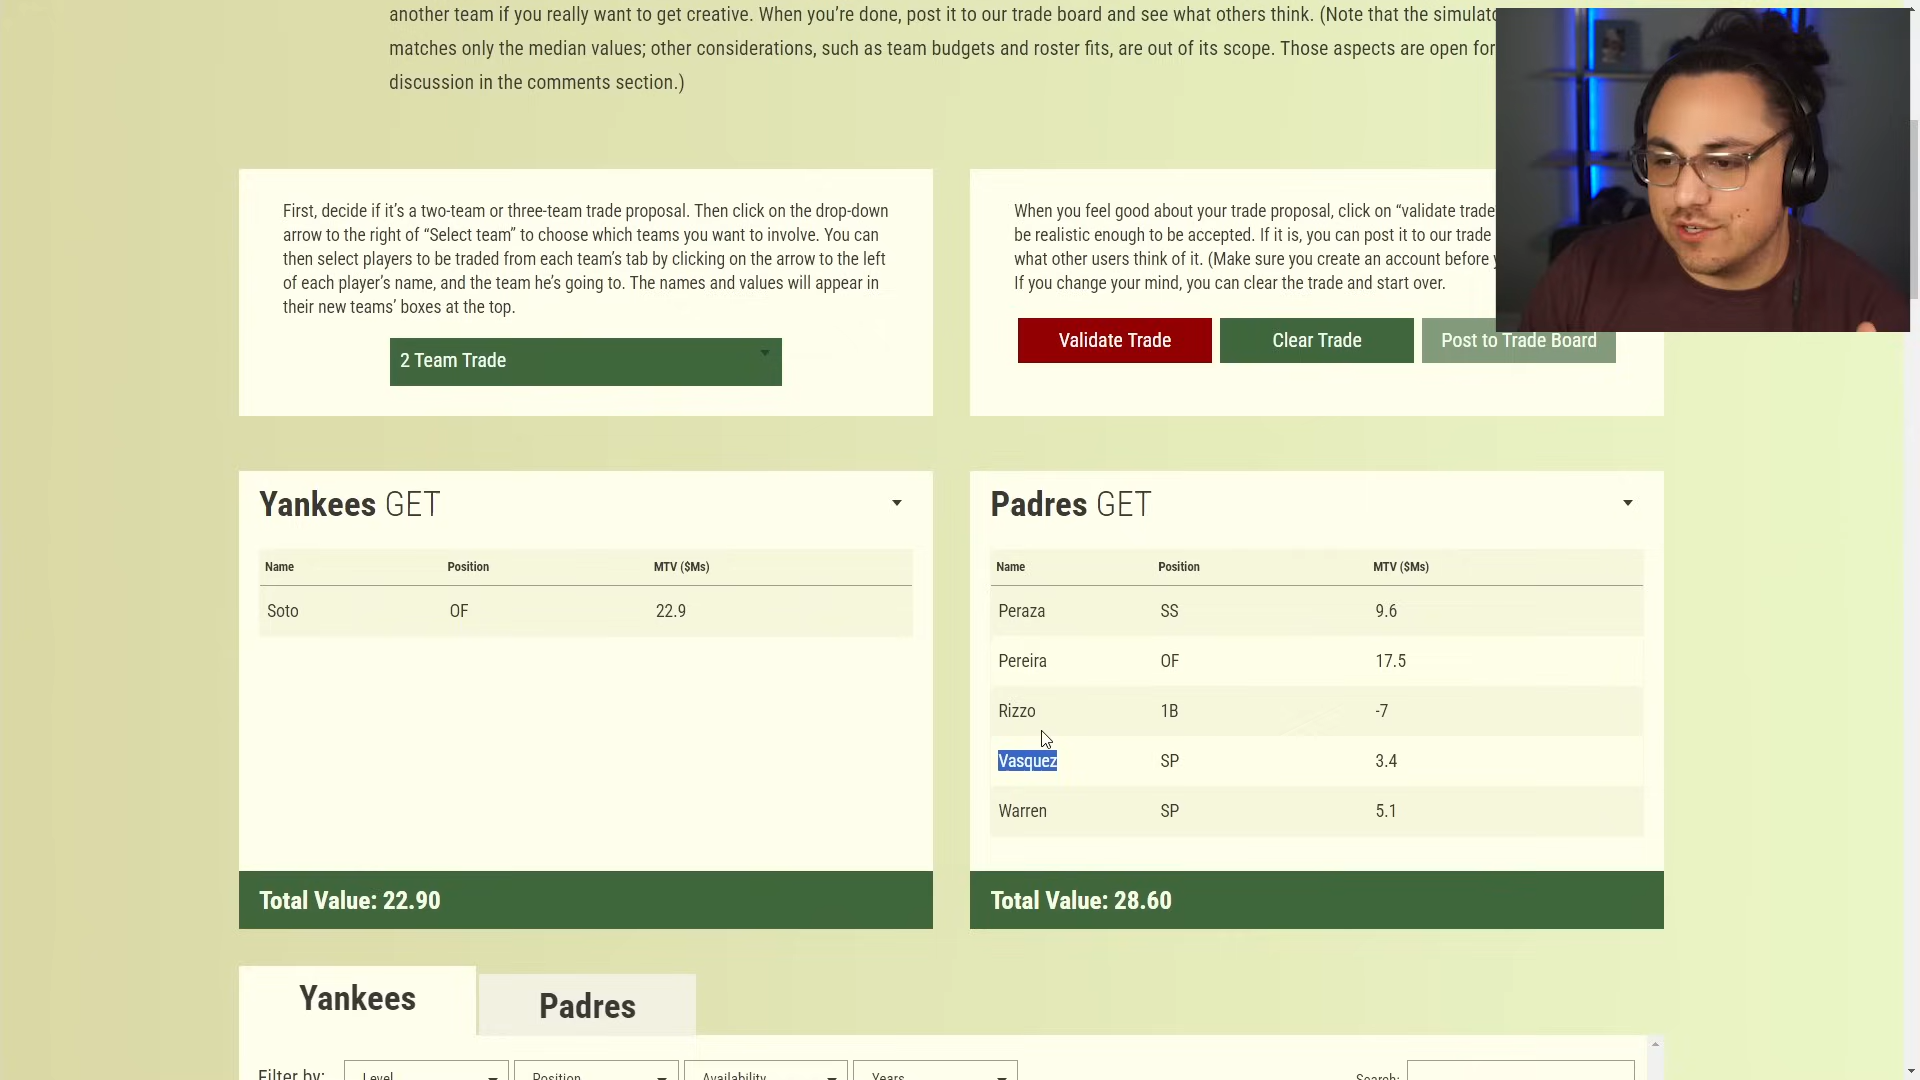 another team if you really want to get creative. When you're done, post it to our trade board and see what others think. (Note that the
matches only the median values; other considerations, such as team budgets and roster fits, are out of its scope. Those aspects are open for
discussion in the comments section.)
First, decide if it's a two-team or three-team trade proposal. Then click on the drop-down
arrow to the right of “Select team” to choose which teams you want to involve. You can
then select players to be traded from each team's tab by clicking on the arrow to the left
of each player's name, and the team he's going to. The names and values will appear in
their new teams' boxes at the top.
2 Team Trade
When you feel good about your trade proposal, click on “validate trade
be realistic enough to be accepted. If it is, you can post it to our trade
what other users think of it. (Make sure you create an account before
If you change your mind, you can clear the trade and start over.
Validate Trade
Clear Trade
Post to Trade Board
Yankees GET
Name Position MTV ($Ms)
Soto OF 22.9
Total Value: 22.90
Padres GET
Name Position MTV ($Ms)
Peraza SS 9.6
Pereira OF 17.5
Rizzo 1B -7
Vasquez SP 3.4
Warren SP 5.1
Total Value: 28.60
Yankees
Padres
Filter by: Level Position Availability Years Search: